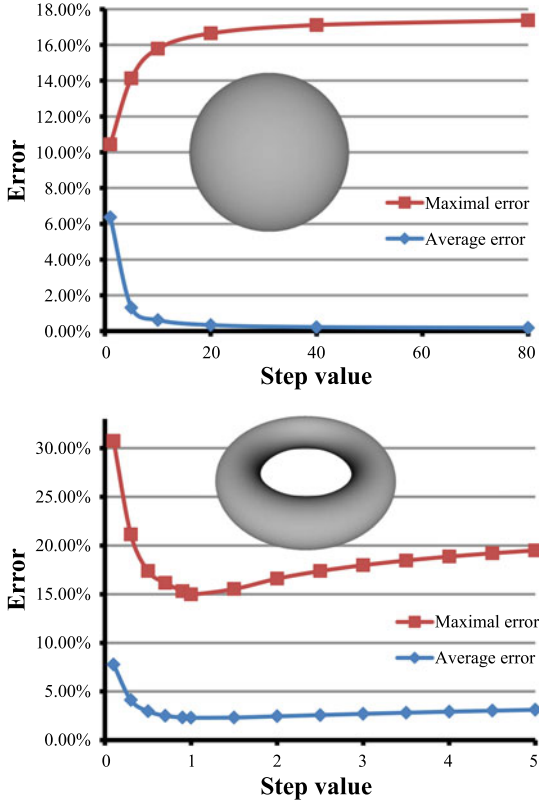 18.00%
16.00%
14.00%
12.00%
10.00%
8.00%
6.00%
4.00%
2.00%
0.00%
Error
Maximal error
Average error
0 20 40 60 80
Step value
30.00%
25.00%
20.00%
15.00%
10.00%
5.00%
0.00%
Error
Maximal error
Average error
0 1 2 3 4 5
Step value